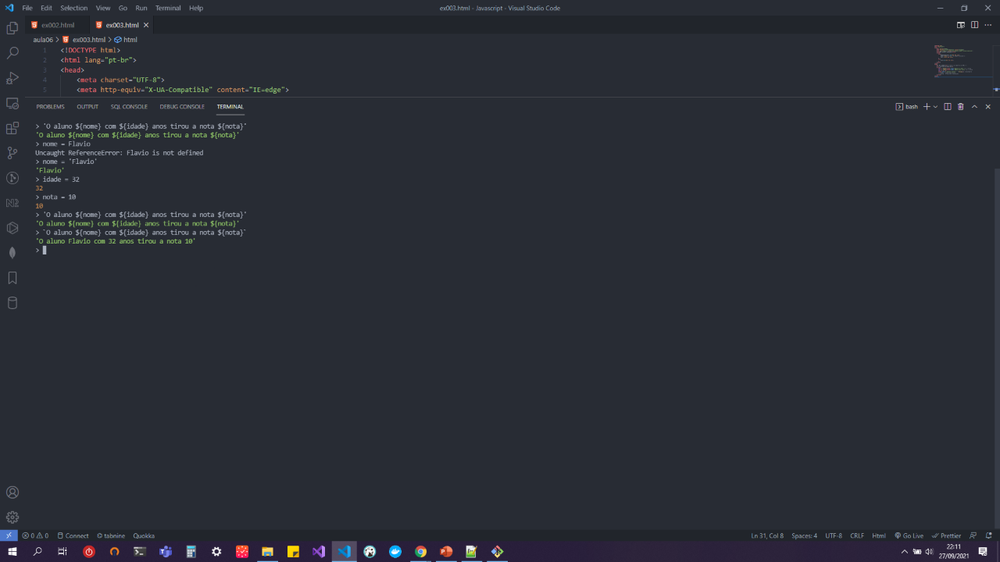 File Edit Selection View Go Run Terminal Help
ex003.html - Javascript - Visual Studio Code
ex002.html
ex003.html
aula06 > ex003.html > html
1 <!DOCTYPE html>
2 <html lang="pt-br">
3 <head>
4 <meta charset="UTF-8">
5 <meta http-equiv="X-UA-Compatible" content="IE=edge">
PROBLEMS OUTPUT SQL CONSOLE DEBUG CONSOLE TERMINAL
bash
> 'O aluno ${nome} com ${idade} anos tirou a nota ${nota}'
'O aluno ${nome} com ${idade} anos tirou a nota ${nota}'
> nome = Flavio
Uncaught ReferenceError: Flavio is not defined
> nome = 'Flavio'
'Flavio'
> idade = 32
32
> nota = 10
10
> 'O aluno ${nome} com ${idade} anos tirou a nota ${nota}'
'O aluno ${nome} com ${idade} anos tirou a nota ${nota}'
> `O aluno ${nome} com ${idade} anos tirou a nota ${nota}`
'O aluno Flavio com 32 anos tirou a nota 10'
>
0 0 Connect tabnine Quokka
Ln 31, Col 8 Spaces: 4 UTF-8 CRLF Html Go Live Prettier
22:11
27/09/2021